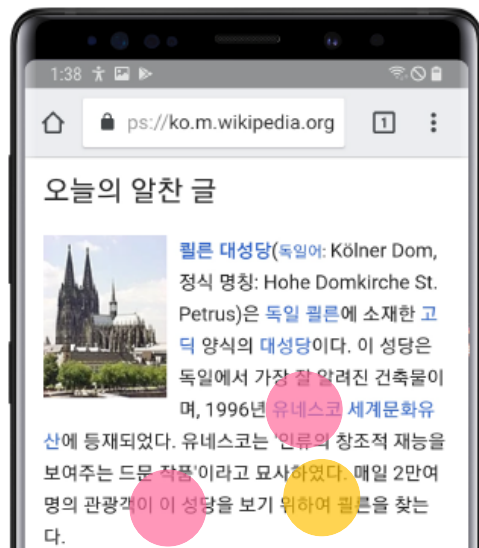 1:38
ps://ko.m.wikipedia.org
1
오늘의 알찬 글
쾰른 대성당(독일어: Kölner Dom,
정식 명칭: Hohe Domkirche St.
Petrus)은 독일 쾰른에 소재한 고
딕 양식의 대성당이다. 이 성당은
독일에서 가장 잘 알려진 건축물이
며, 1996년 유네스코 세계문화유
산에 등재되었다. 유네스코는 '인류의 창조적 재능을
보여주는 드문 작품'이라고 묘사하였다. 매일 2만여
명의 관광객이 이 성당을 보기 위하여 쾰른을 찾는
다.